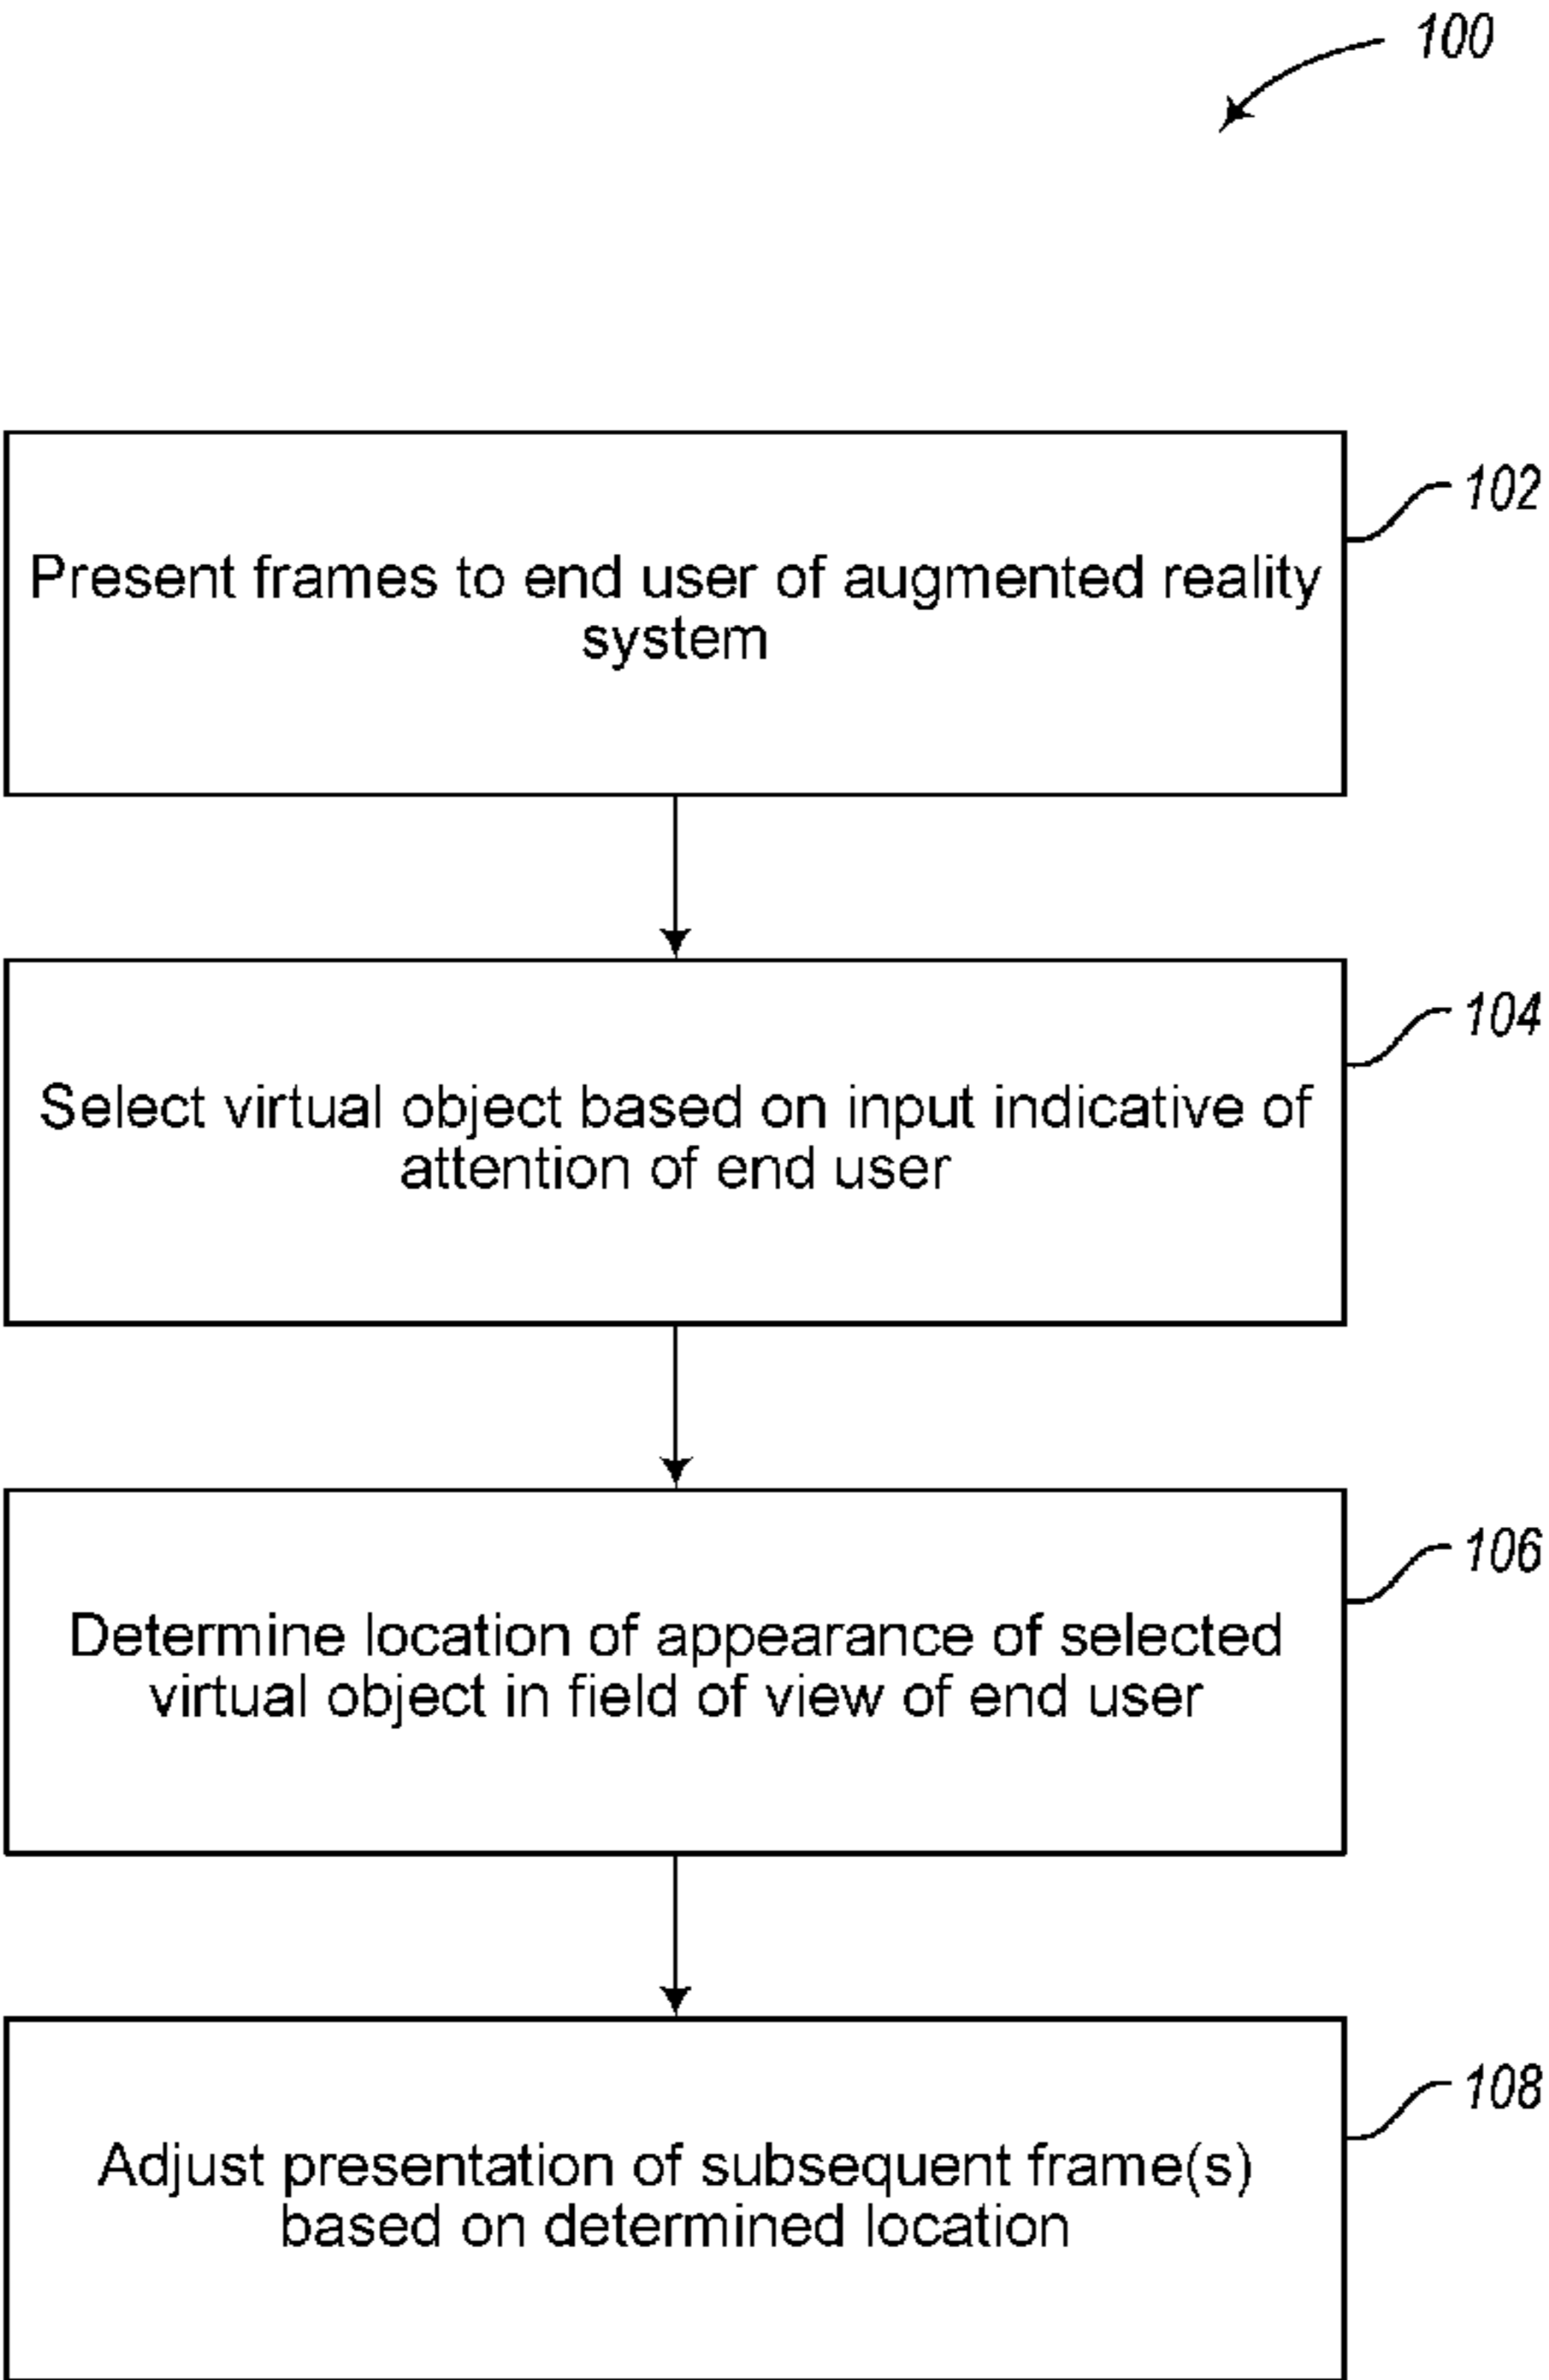 100
102
Present frames to end user of augmented reality
system
104
Select virtual object based on input indicative of
attention of end user
106
Determine location of appearance of selected
virtual object in field of view of end user
108
Adjust presentation of subsequent frame(s)
based on determined location